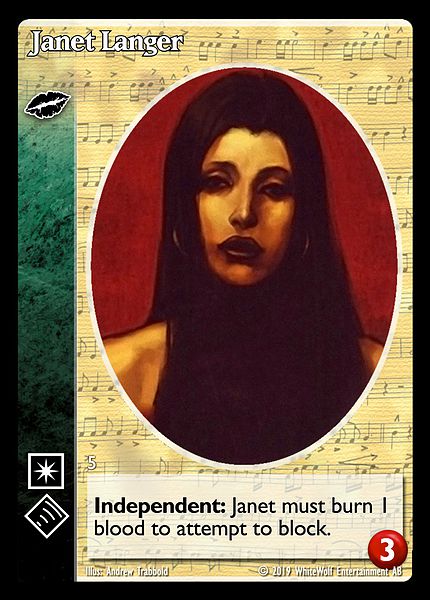 Janet Langer
5
Independent: Janet must burn 1
blood to attempt to block.
3
Illus: Andrew Trabbold © 2019 WhiteWolf Entertainment AB